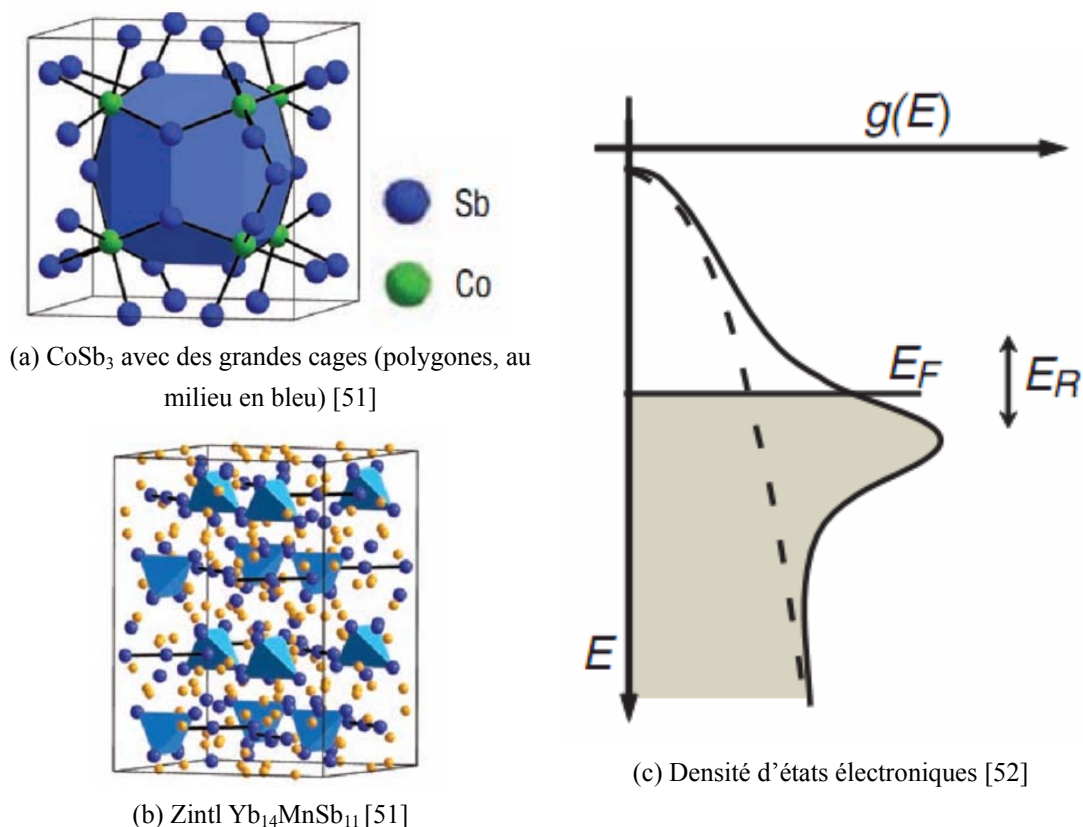 Sb
Co
(a) CoSb₃ avec des grandes cages (polygones, au
milieu en bleu) [51]
(b) Zintl Yb₁₄MnSb₁₁ [51]
g(E)
E_F
E_R
E
(c) Densité d’états électroniques [52]